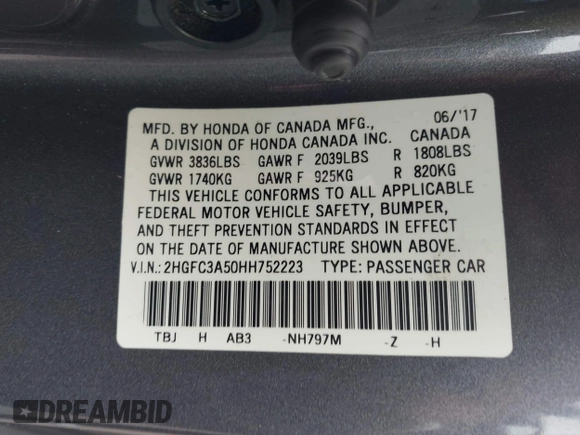 MFD. BY HONDA OF CANADA MFG., 06/'17
A DIVISION OF HONDA CANADA INC. CANADA
GVWR 3836LBS GAWR F 2039LBS R 1808LBS
GVWR 1740KG GAWR F 925KG R 820KG
THIS VEHICLE CONFORMS TO ALL APPLICABLE
FEDERAL MOTOR VEHICLE SAFETY, BUMPER,
AND THEFT PREVENTION STANDARDS IN EFFECT
ON THE DATE OF MANUFACTURE SHOWN ABOVE.
V.I.N.: 2HGFC3A50HH752223 TYPE: PASSENGER CAR
TBJ H AB3 -NH797M -Z -H
DREAMBID